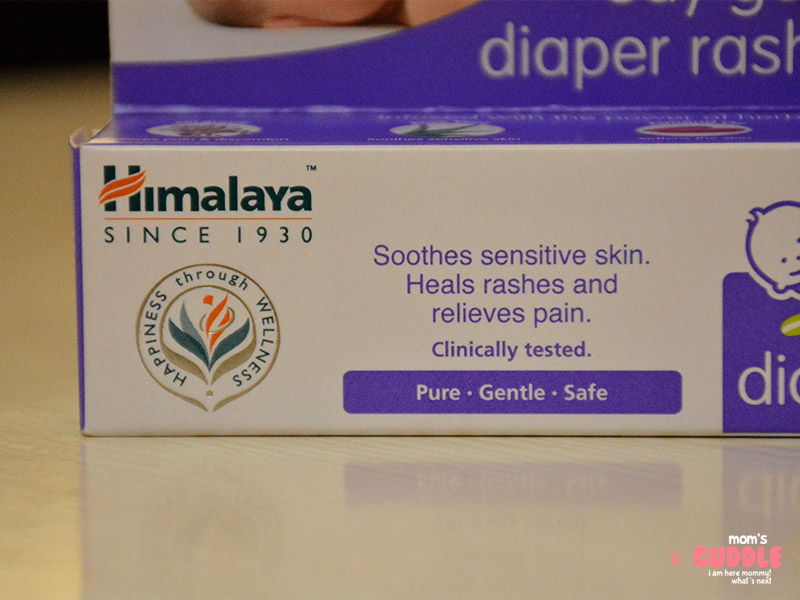 diaper rash
Himalaya™
SINCE 1930
HAPPINESS through WELLNESS
Soothes sensitive skin.
Heals rashes and
relieves pain.
Clinically tested.
Pure · Gentle · Safe
mom's
CUDDLE
i am here mommy!
what's next